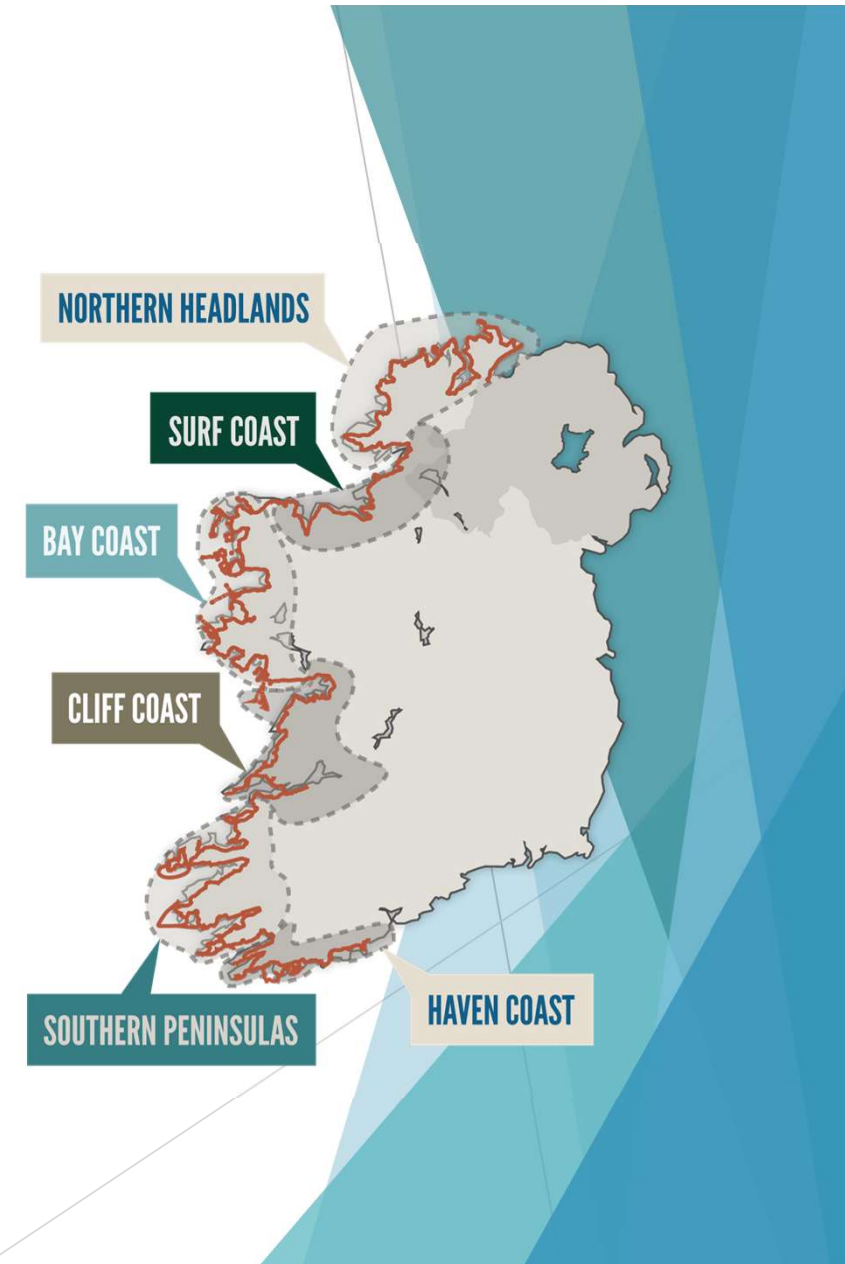 NORTHERN HEADLANDS
SURF COAST
BAY COAST
CLIFF COAST
SOUTHERN PENINSULAS
HAVEN COAST